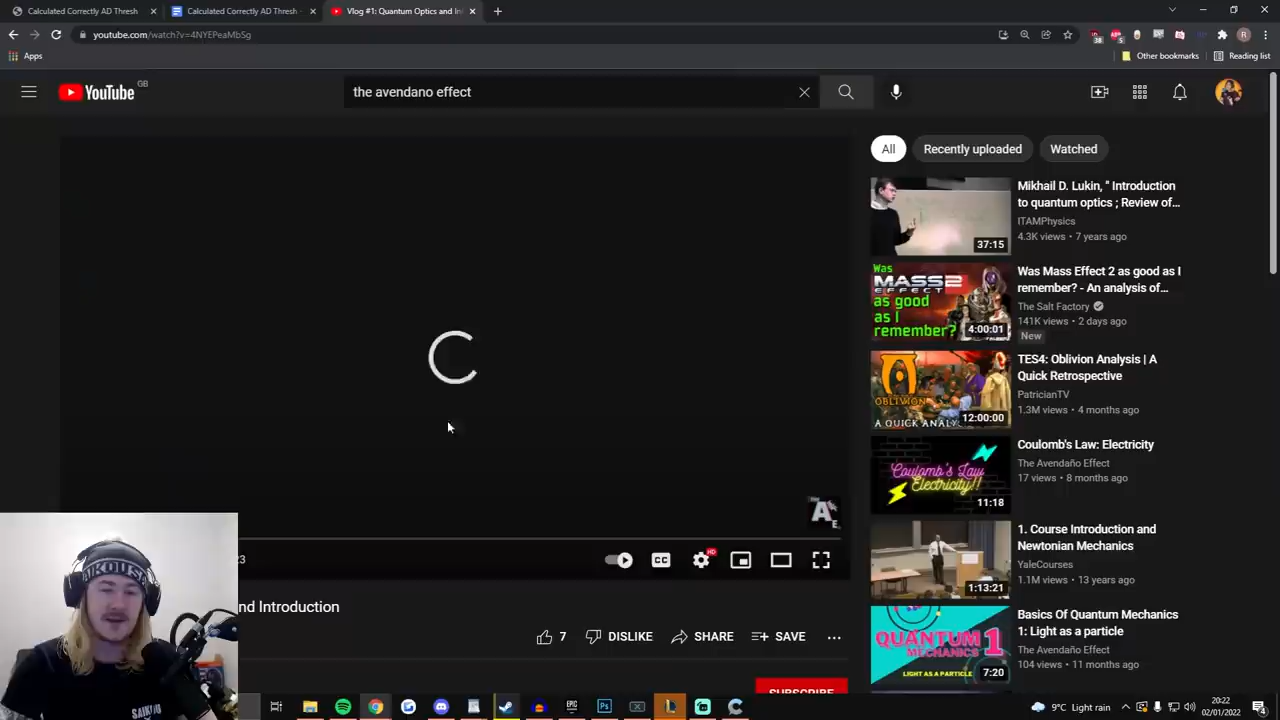 Calculated Correctly AD Thresh
Calculated Correctly AD Thresh
Vlog #1: Quantum Optics and In
youtube.com/watch?v=4NYEPeaMbSg
Apps
Other bookmarks
Reading list
YouTube GB
the avendano effect
All
Recently uploaded
Watched
Mikhail D. Lukin, " Introduction
to quantum optics ; Review of...
ITAMPhysics
4.3K views • 7 years ago
37:15
Was
MASS 2
EFFECT
as good
as I
remember?
4:00:01
Was Mass Effect 2 as good as I
remember? - An analysis of...
The Salt Factory
141K views • 2 days ago
New
OBLIVION
A QUICK ANALY
12:00:00
TES4: Oblivion Analysis | A
Quick Retrospective
PatricianTV
1.3M views • 4 months ago
Coulomb's Law
Electricity!!
11:18
Coulomb's Law: Electricity
The Avendaño Effect
17 views • 8 months ago
1:13:21
1. Course Introduction and
Newtonian Mechanics
YaleCourses
1.1M views • 13 years ago
QUANTUM
MECHANICS
1
LIGHT AS A PARTICLE
7:20
Basics Of Quantum Mechanics
1: Light as a particle
The Avendaño Effect
104 views • 11 months ago
A
E
3
CC
HD
nd Introduction
7
DISLIKE
SHARE
SAVE
SUBSCRIBE
EPIC
9°C Light rain
20:22
02/01/2022